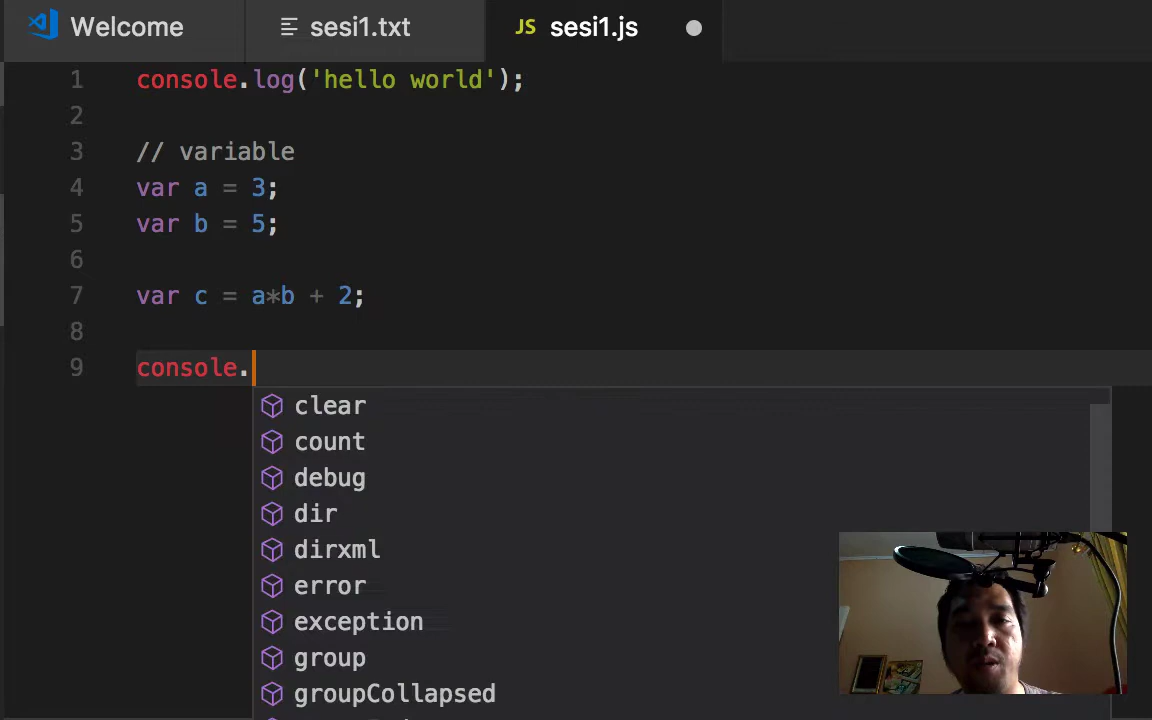 Welcome
sesi1.txt
JS sesi1.js
1 console.log('hello world');
2
3 // variable
4 var a = 3;
5 var b = 5;
6
7 var c = a*b + 2;
8
9 console.
clear
count
debug
dir
dirxml
error
exception
group
groupCollapsed